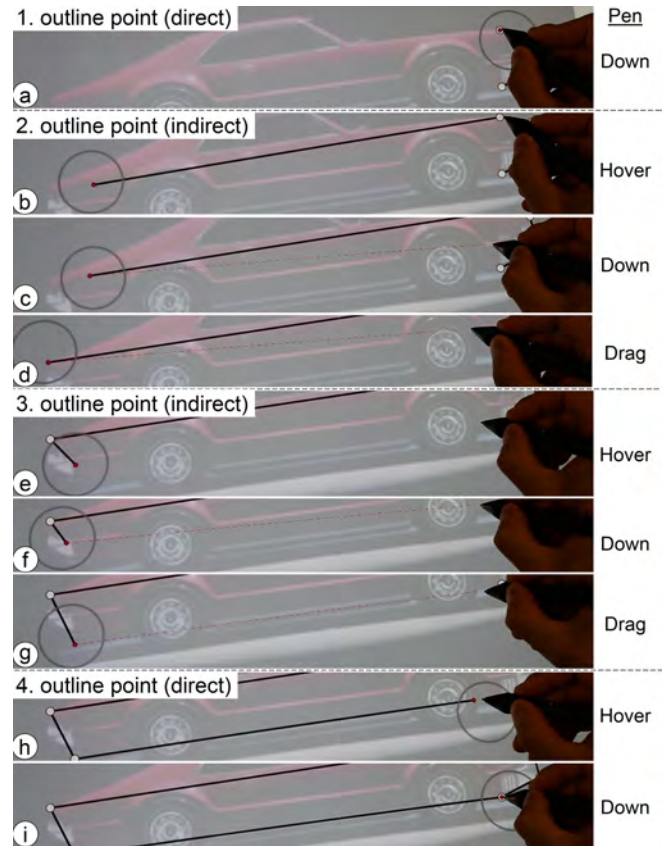 1. outline point (direct)
Pen
Down
a
2. outline point (indirect)
b
Hover
c
Down
d
Drag
3. outline point (indirect)
e
Hover
f
Down
g
Drag
4. outline point (direct)
h
Hover
i
Down